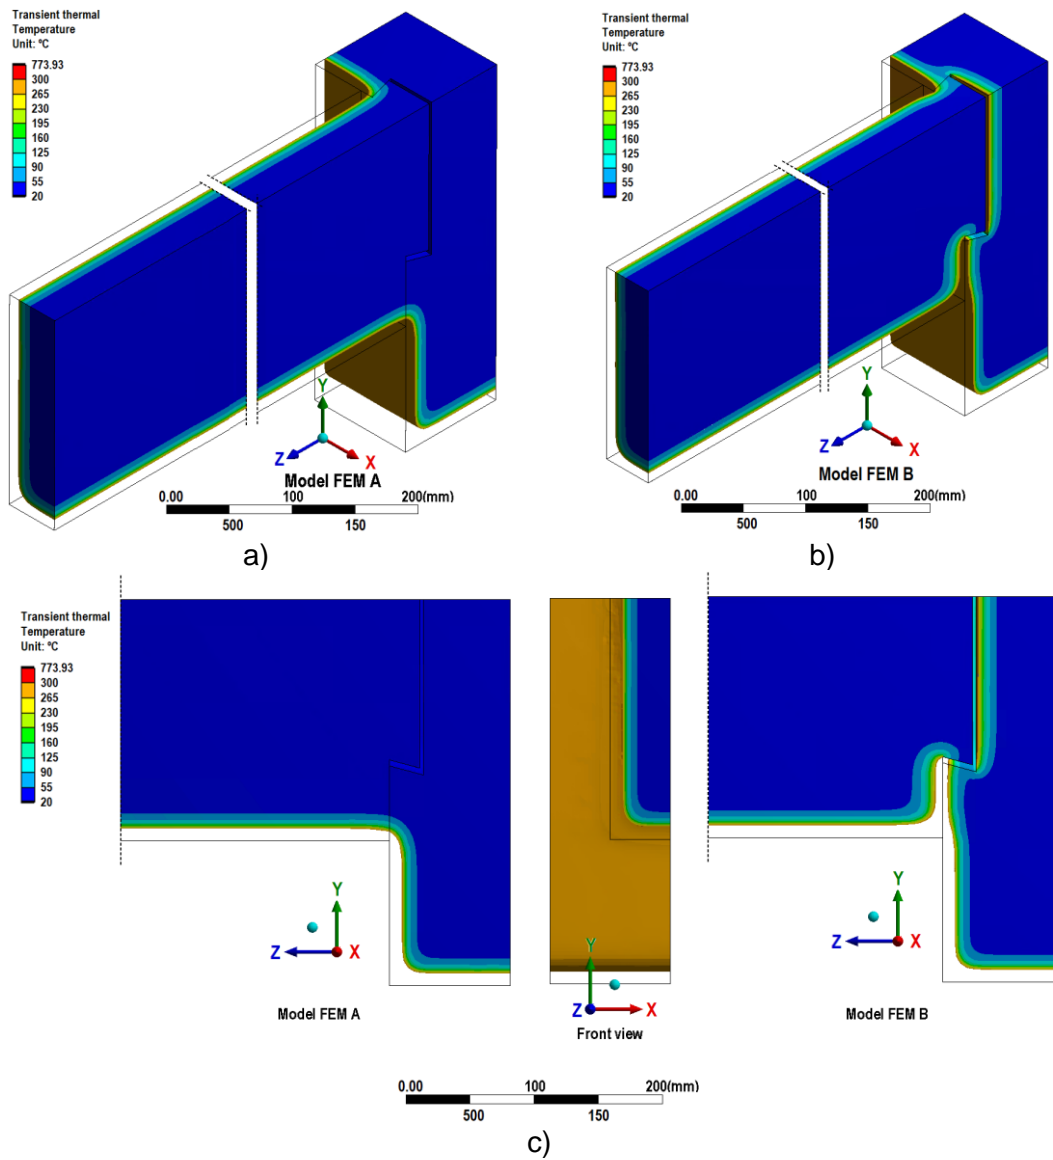 Transient thermal
Temperature
Unit: ºC
773.93
300
265
230
195
160
125
90
55
20
Y
Z
X
Model FEM A
0.00 100 200(mm)
500 150
a)
Transient thermal
Temperature
Unit: ºC
773.93
300
265
230
195
160
125
90
55
20
Y
Z
X
Model FEM B
0.00 100 200(mm)
500 150
b)
Transient thermal
Temperature
Unit: ºC
773.93
300
265
230
195
160
125
90
55
20
Y
Z X
Model FEM A
Y
Z X
Front view
Y
Z X
Model FEM B
0.00 100 200(mm)
500 150
c)